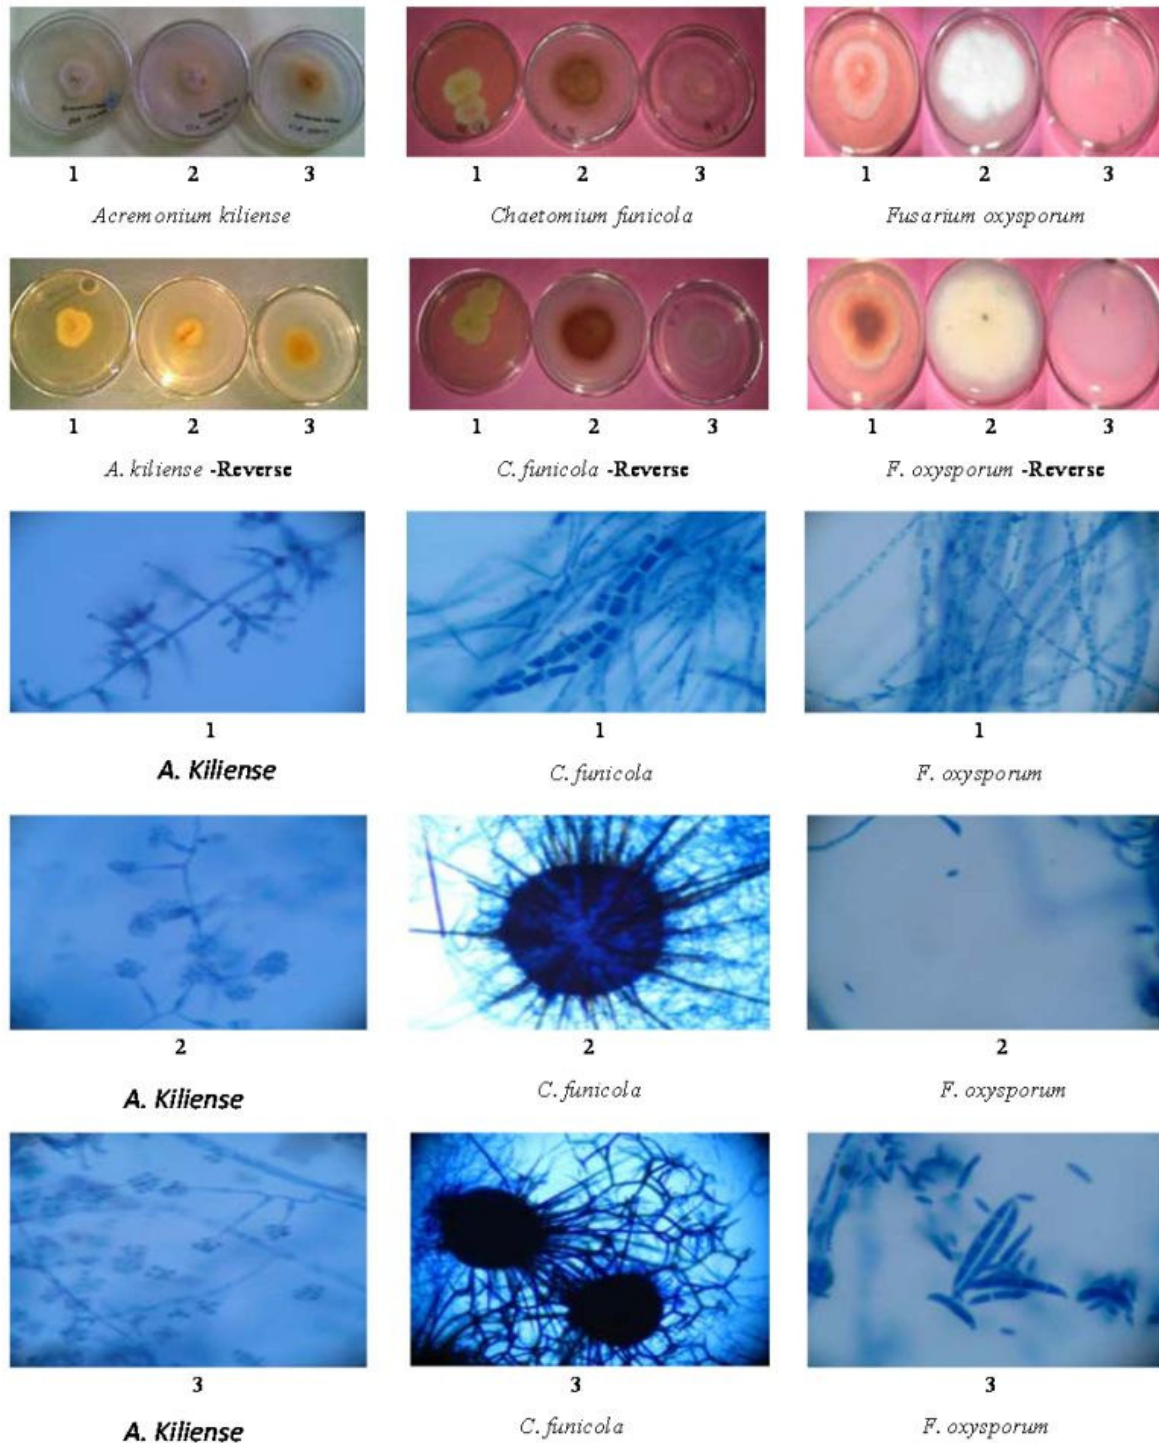 1 2 3 1 2 3 1 2 3
Acremonium kiliense Chaetomium funicola Fusarium oxysporum
1 2 3 1 2 3 1 2 3
A. kiliense -Reverse C. funicola -Reverse F. oxysporum -Reverse
1 1 1
A. Kiliense C. funicola F. oxysporum
2 2 2
A. Kiliense C. funicola F. oxysporum
3 3 3
A. Kiliense C. funicola F. oxysporum